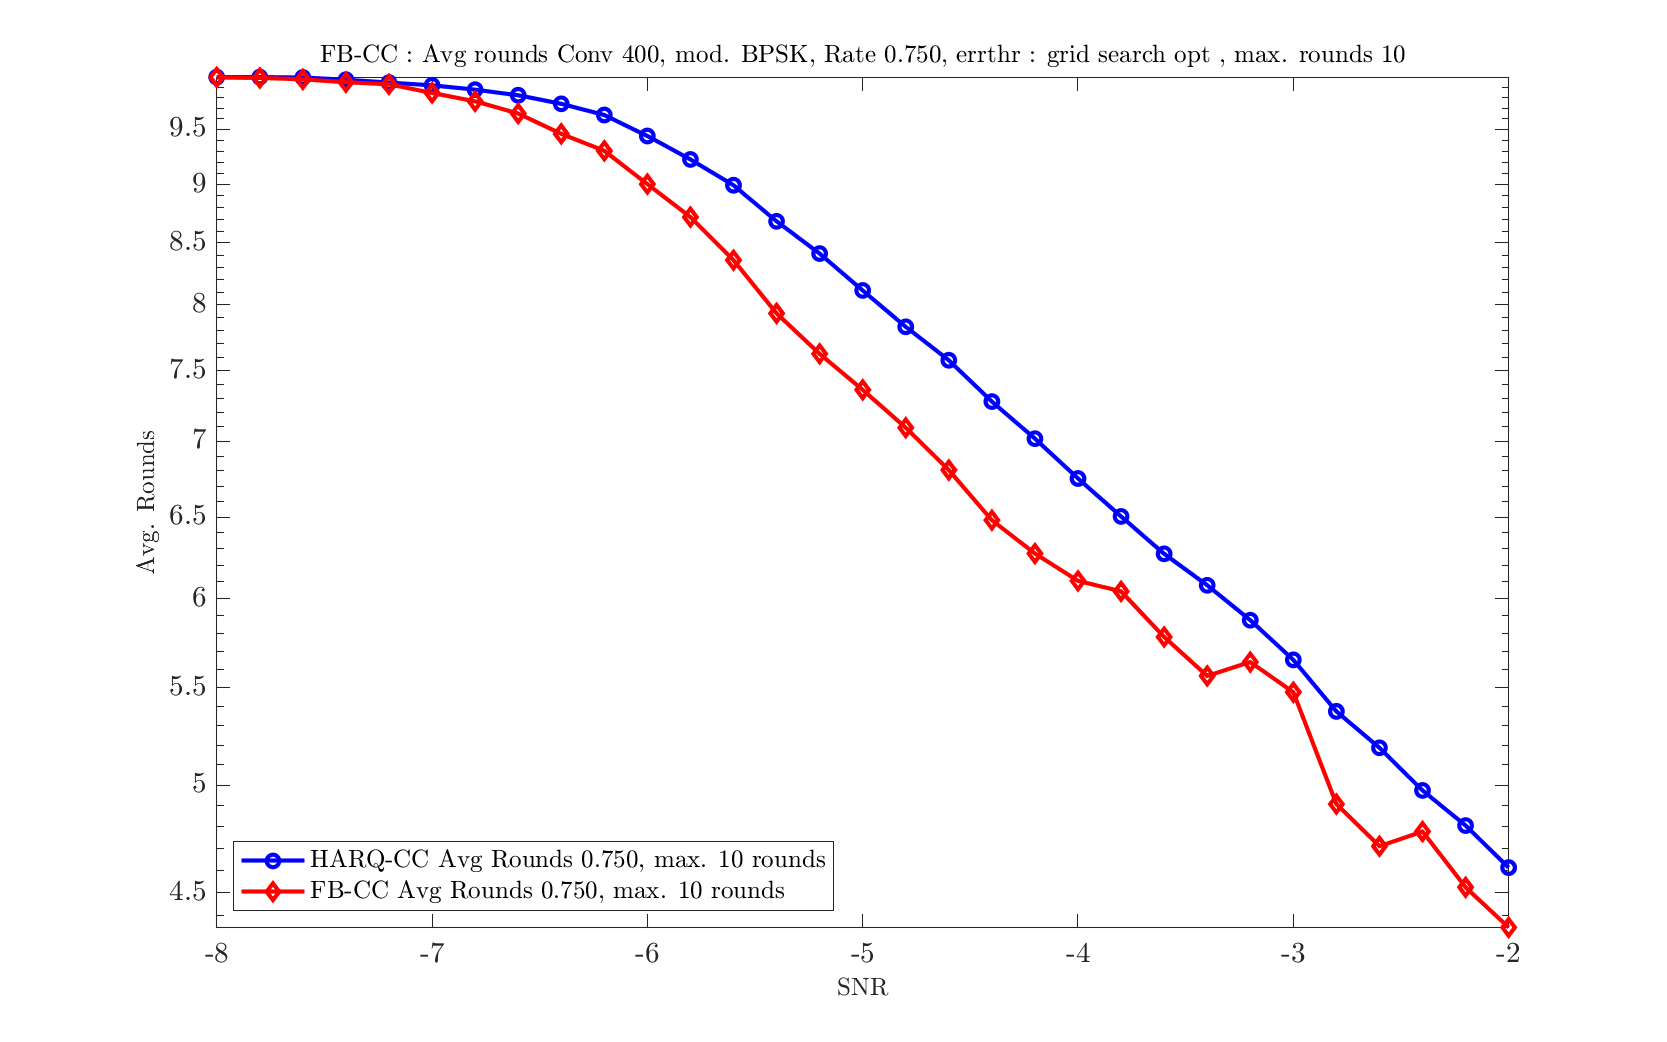 FB-CC : Avg rounds Conv 400, mod. BPSK, Rate 0.750, errthr : grid search opt , max. rounds 10
9.5
9
8.5
8
7.5
7
6.5
6
5.5
5
4.5
Avg. Rounds
HARQ-CC Avg Rounds 0.750, max. 10 rounds
FB-CC Avg Rounds 0.750, max. 10 rounds
-8 -7 -6 -5 -4 -3 -2
SNR